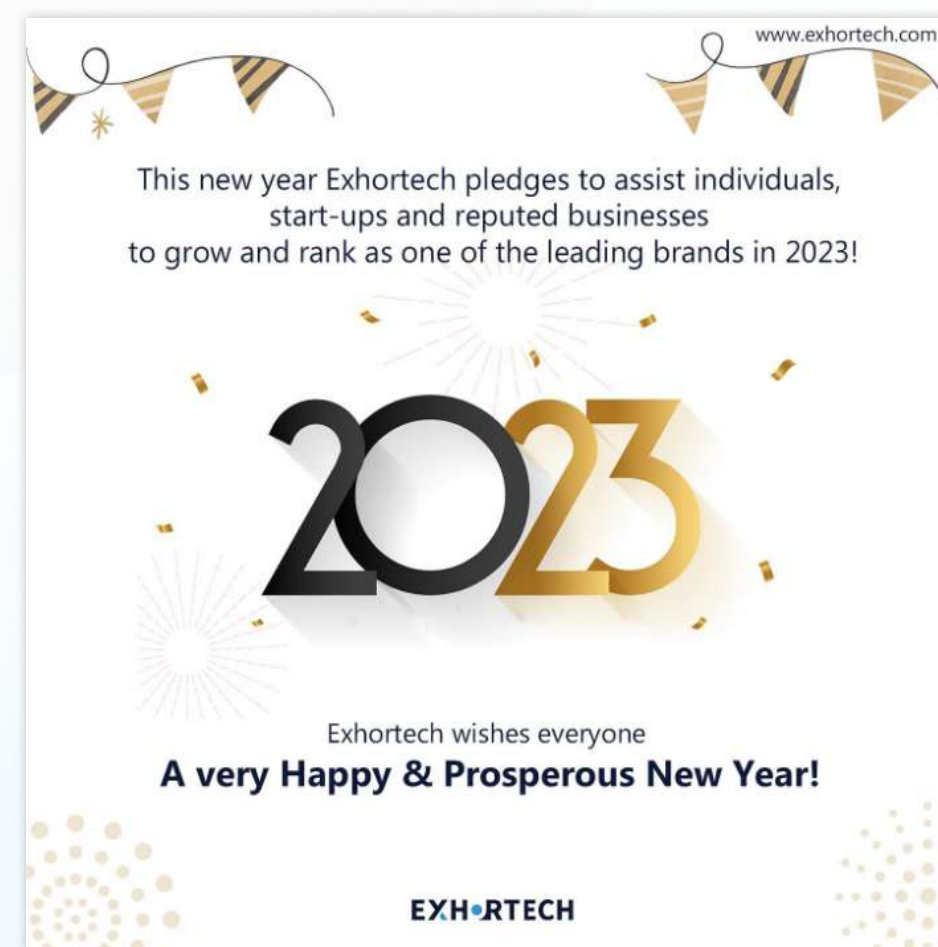 www.exhortech.com
This new year Exhortech pledges to assist individuals,
start-ups and reputed businesses
to grow and rank as one of the leading brands in 2023!
2023
Exhortech wishes everyone
A very Happy & Prosperous New Year!
EXHORTECH